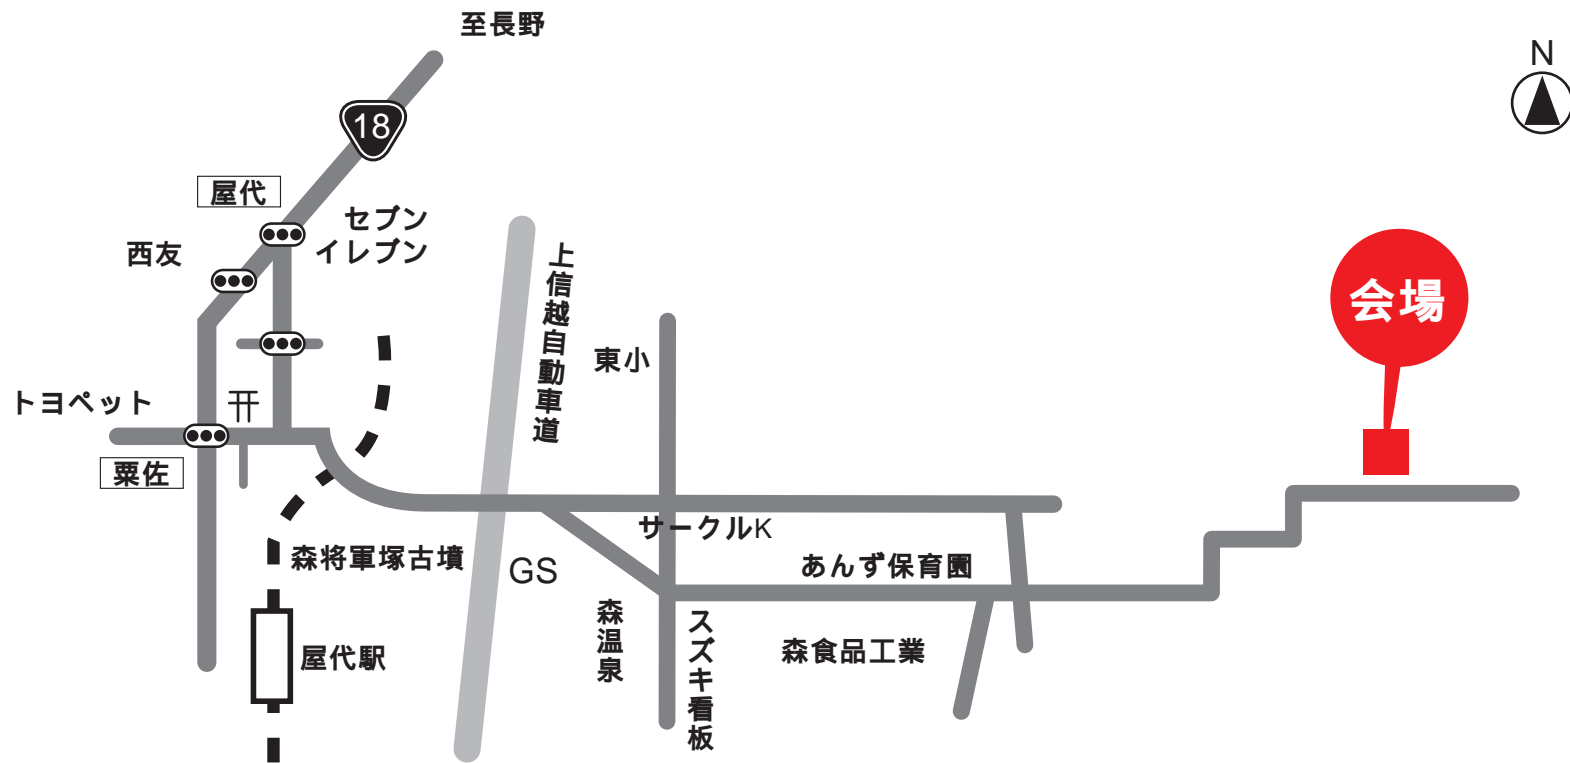 至長野
N
18
屋代
セブン
イレブン
西友
上信越自動車道
会場
東小
トヨペット
粟佐
サークルK
森将軍塚古墳
GS
あんず保育園
森温泉
スズキ看板
森食品工業
屋代駅